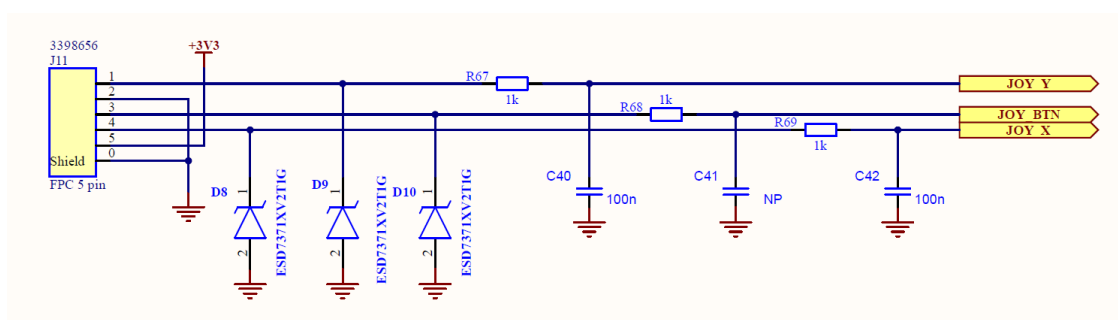 3398656
J11
+3V3
1
2
3
4
5
0
Shield
FPC 5 pin
R67
1k
R68
1k
R69
1k
JOY_Y
JOY_BTN
JOY_X
D8
1
2
ESD7371XV2T1G
D9
1
2
ESD7371XV2T1G
D10
1
2
ESD7371XV2T1G
C40
100n
C41
NP
C42
100n